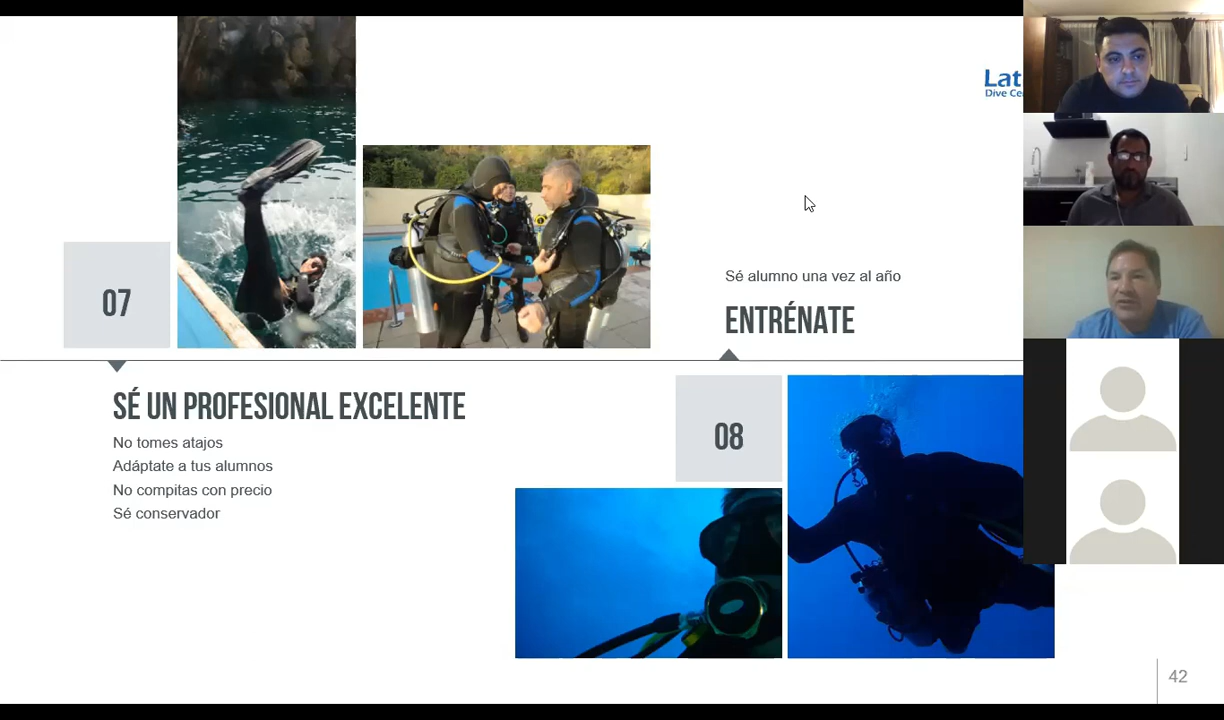 Lat
Dive Ce
07
SÉ UN PROFESIONAL EXCELENTE
No tomes atajos
Adáptate a tus alumnos
No compitas con precio
Sé conservador
Sé alumno una vez al año
ENTRÉNATE
08
42